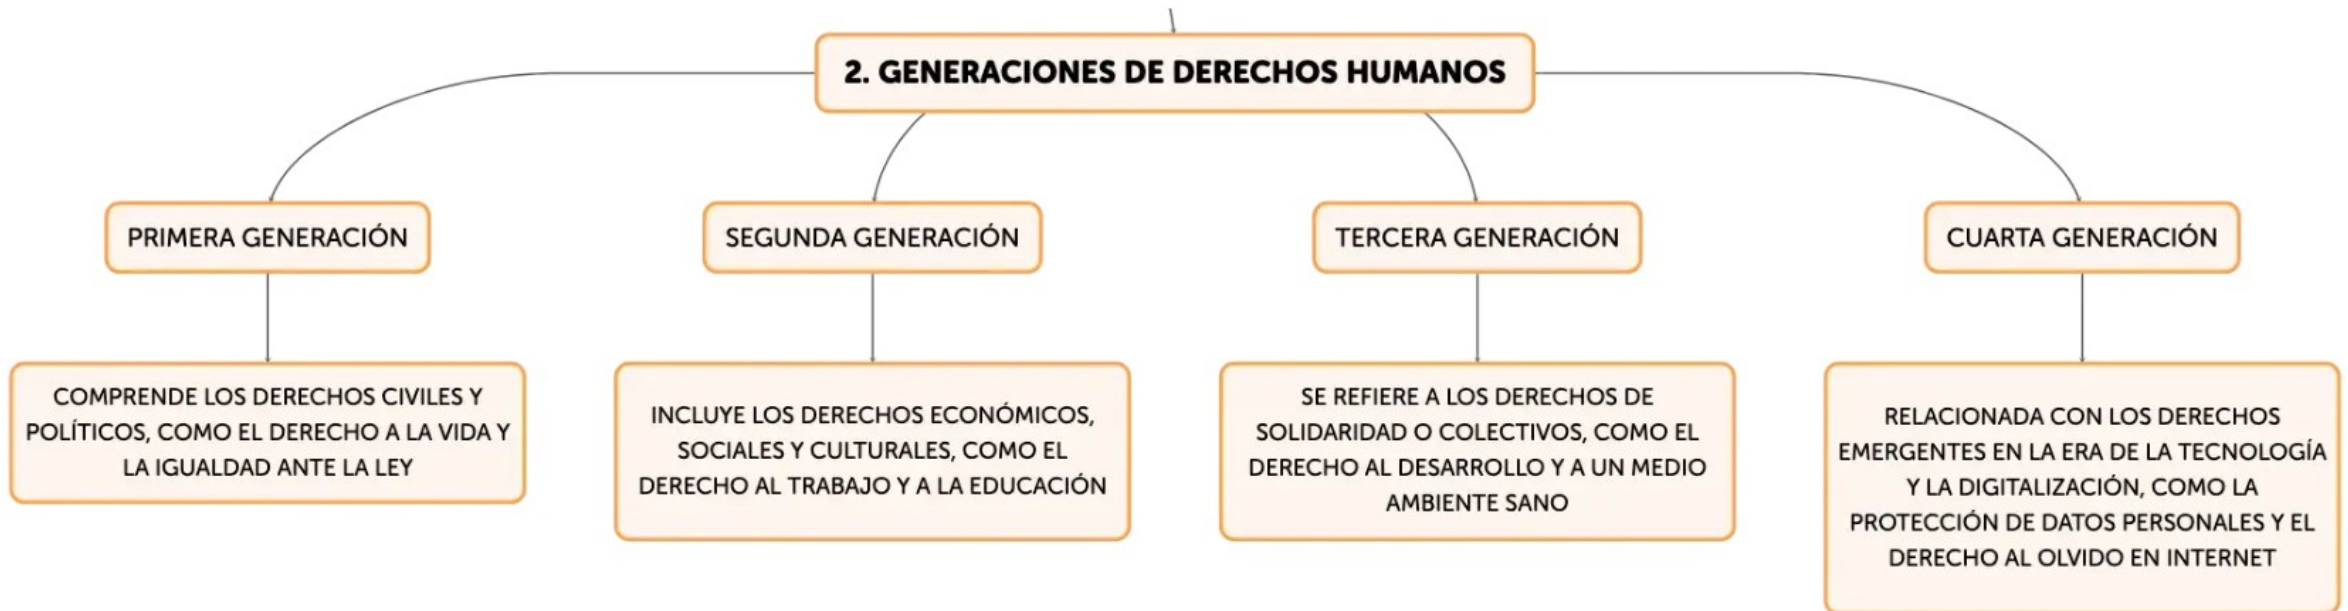 2. GENERACIONES DE DERECHOS HUMANOS
PRIMERA GENERACIÓN
SEGUNDA GENERACIÓN
TERCERA GENERACIÓN
CUARTA GENERACIÓN
COMPRENDE LOS DERECHOS CIVILES Y
POLÍTICOS, COMO EL DERECHO A LA VIDA Y
LA IGUALDAD ANTE LA LEY
INCLUYE LOS DERECHOS ECONÓMICOS,
SOCIALES Y CULTURALES, COMO EL
DERECHO AL TRABAJO Y A LA EDUCACIÓN
SE REFIERE A LOS DERECHOS DE
SOLIDARIDAD O COLECTIVOS, COMO EL
DERECHO AL DESARROLLO Y A UN MEDIO
AMBIENTE SANO
RELACIONADA CON LOS DERECHOS
EMERGENTES EN LA ERA DE LA TECNOLOGÍA
Y LA DIGITALIZACIÓN, COMO LA
PROTECCIÓN DE DATOS PERSONALES Y EL
DERECHO AL OLVIDO EN INTERNET